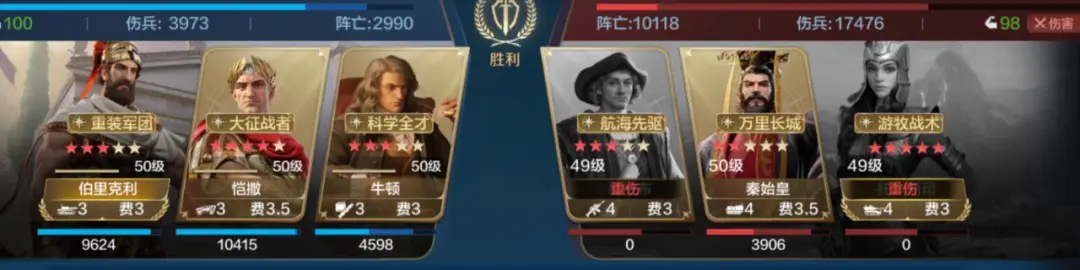 100 伤兵: 3973 阵亡:2990
胜利
阵亡:10118 伤兵:17476 98 伤害
重装军团
50级
伯里克利
3 费3
9624
大征战者
50级
恺撒
3 费3.5
10415
科学全才
50级
牛顿
3 费3
4598
航海先驱
49级
重伤
4 费3
0
万里长城
50级
秦始皇
4 费3.5
3906
游牧战术
49级
重伤
4 费3
0